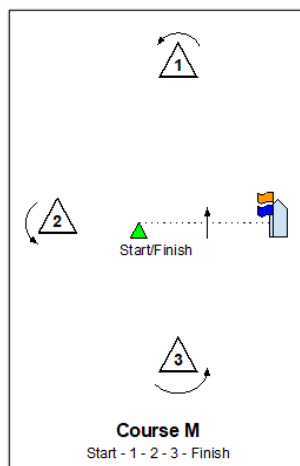 1
2
Start/Finish
3
Course M
Start - 1 - 2 - 3 - Finish